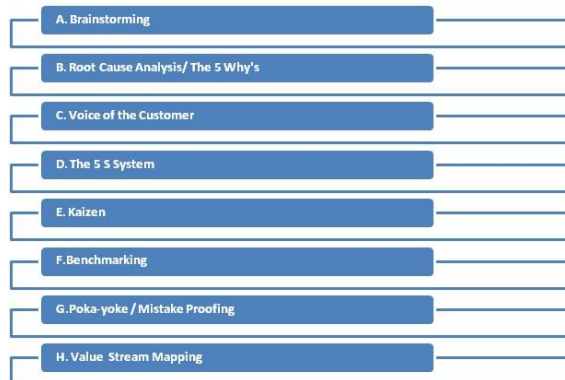 A. Brainstorming
B. Root Cause Analysis/ The 5 Why's
C. Voice of the Customer
D. The 5 S System
E. Kaizen
F.Benchmarking
G.Poka-yoke / Mistake Proofing
H. Value Stream Mapping